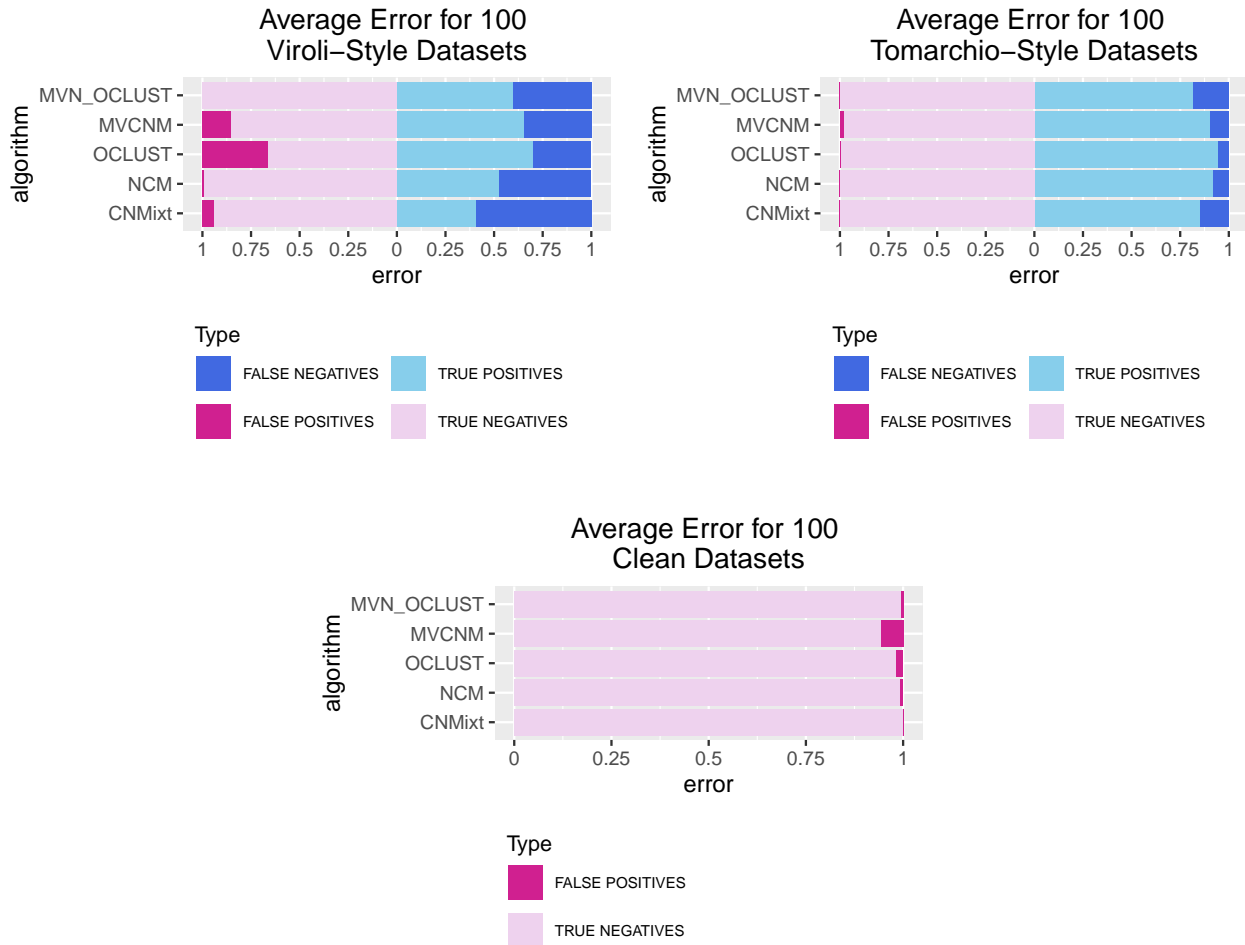 Average Error for 100
Viroli−Style Datasets
algorithm
MVN_OCLUST
MVCNM
OCLUST
NCM
CNMixt
1 0.75 0.5 0.25 0 0.25 0.5 0.75 1
error
Type
FALSE NEGATIVES TRUE POSITIVES
FALSE POSITIVES TRUE NEGATIVES
Average Error for 100
Tomarchio−Style Datasets
algorithm
MVN_OCLUST
MVCNM
OCLUST
NCM
CNMixt
1 0.75 0.5 0.25 0 0.25 0.5 0.75 1
error
Type
FALSE NEGATIVES TRUE POSITIVES
FALSE POSITIVES TRUE NEGATIVES
Average Error for 100
Clean Datasets
algorithm
MVN_OCLUST
MVCNM
OCLUST
NCM
CNMixt
0 0.25 0.5 0.75 1
error
Type
FALSE POSITIVES
TRUE NEGATIVES